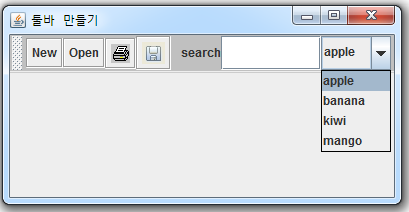 툴바 만들기
New Open search apple
apple
banana
kiwi
mango